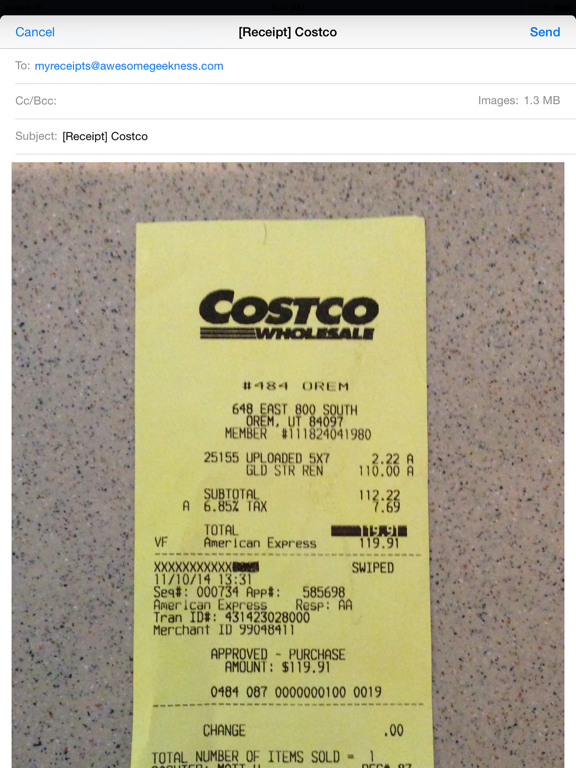 Cancel [Receipt] Costco Send
To: myreceipts@awesomegeekness.com
Cc/Bcc: Images: 1.3 MB
Subject: [Receipt] Costco
COSTCO
WHOLESALE
#484 OREM
648 EAST 800 SOUTH
OREM, UT 84097
MEMBER #111824041980
25155 UPLOADED 5X7 2.22 A
GLD STR REN 110.00 A
SUBTOTAL 112.22
A 6.85% TAX 7.69
TOTAL 119.91
VF American Express 119.91
XXXXXXXXXXX SWIPED
11/10/14 13:31
Seq#: 000734 App#: 585698
American Express Resp: AA
Tran ID#: 431423028000
Merchant ID 99048411
APPROVED - PURCHASE
AMOUNT: $119.91
0484 087 0000000100 0019
CHANGE .00
TOTAL NUMBER OF ITEMS SOLD = 1